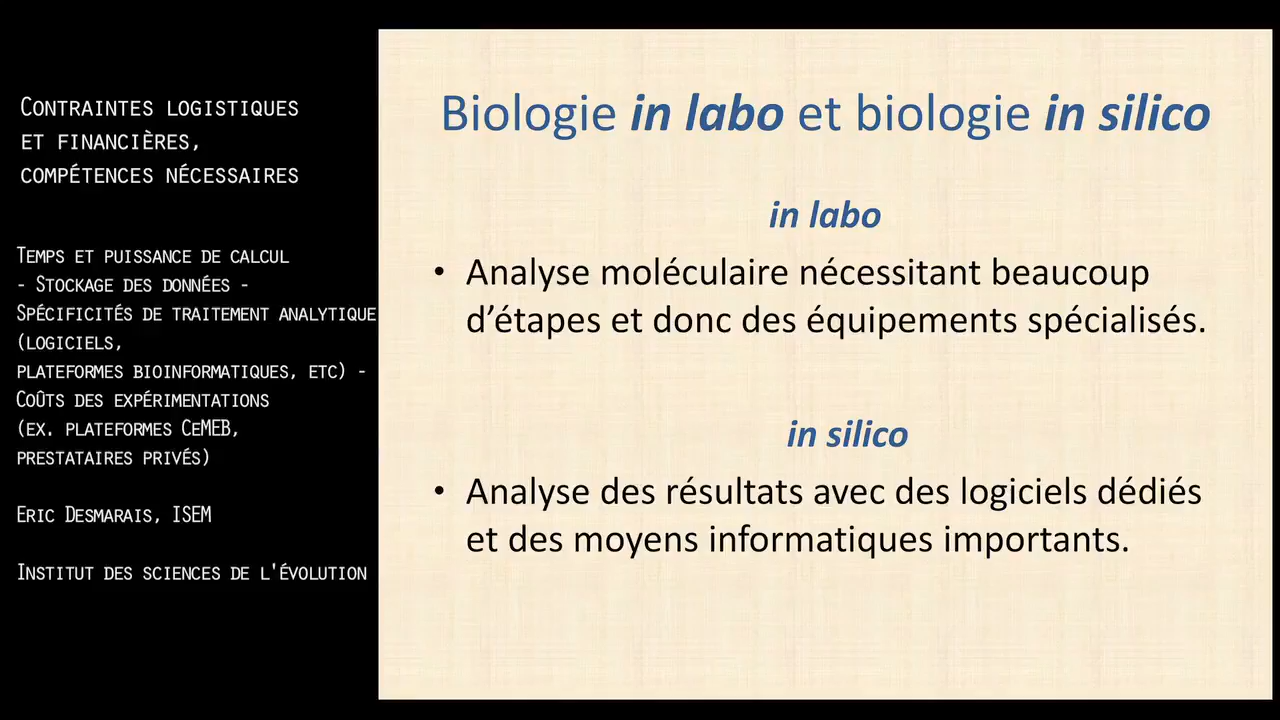 Contraintes logistiques
et financières,
compétences nécessaires
Temps et puissance de calcul
- Stockage des données -
Spécificités de traitement analytique
(logiciels,
plateformes bioinformatiques, etc) -
Coûts des expérimentations
(ex. plateformes CeMEB,
prestataires privés)
Eric Desmarais, ISEM
Institut des sciences de l'évolution
Biologie in labo et biologie in silico
in labo
• Analyse moléculaire nécessitant beaucoup
d’étapes et donc des équipements spécialisés.
in silico
• Analyse des résultats avec des logiciels dédiés
et des moyens informatiques importants.